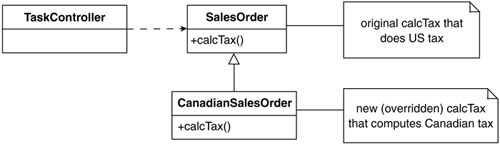 TaskController
SalesOrder
+calcTax()
original calcTax that
does US tax
CanadianSalesOrder
+calcTax()
new (overridden) calcTax
that computes Canadian tax